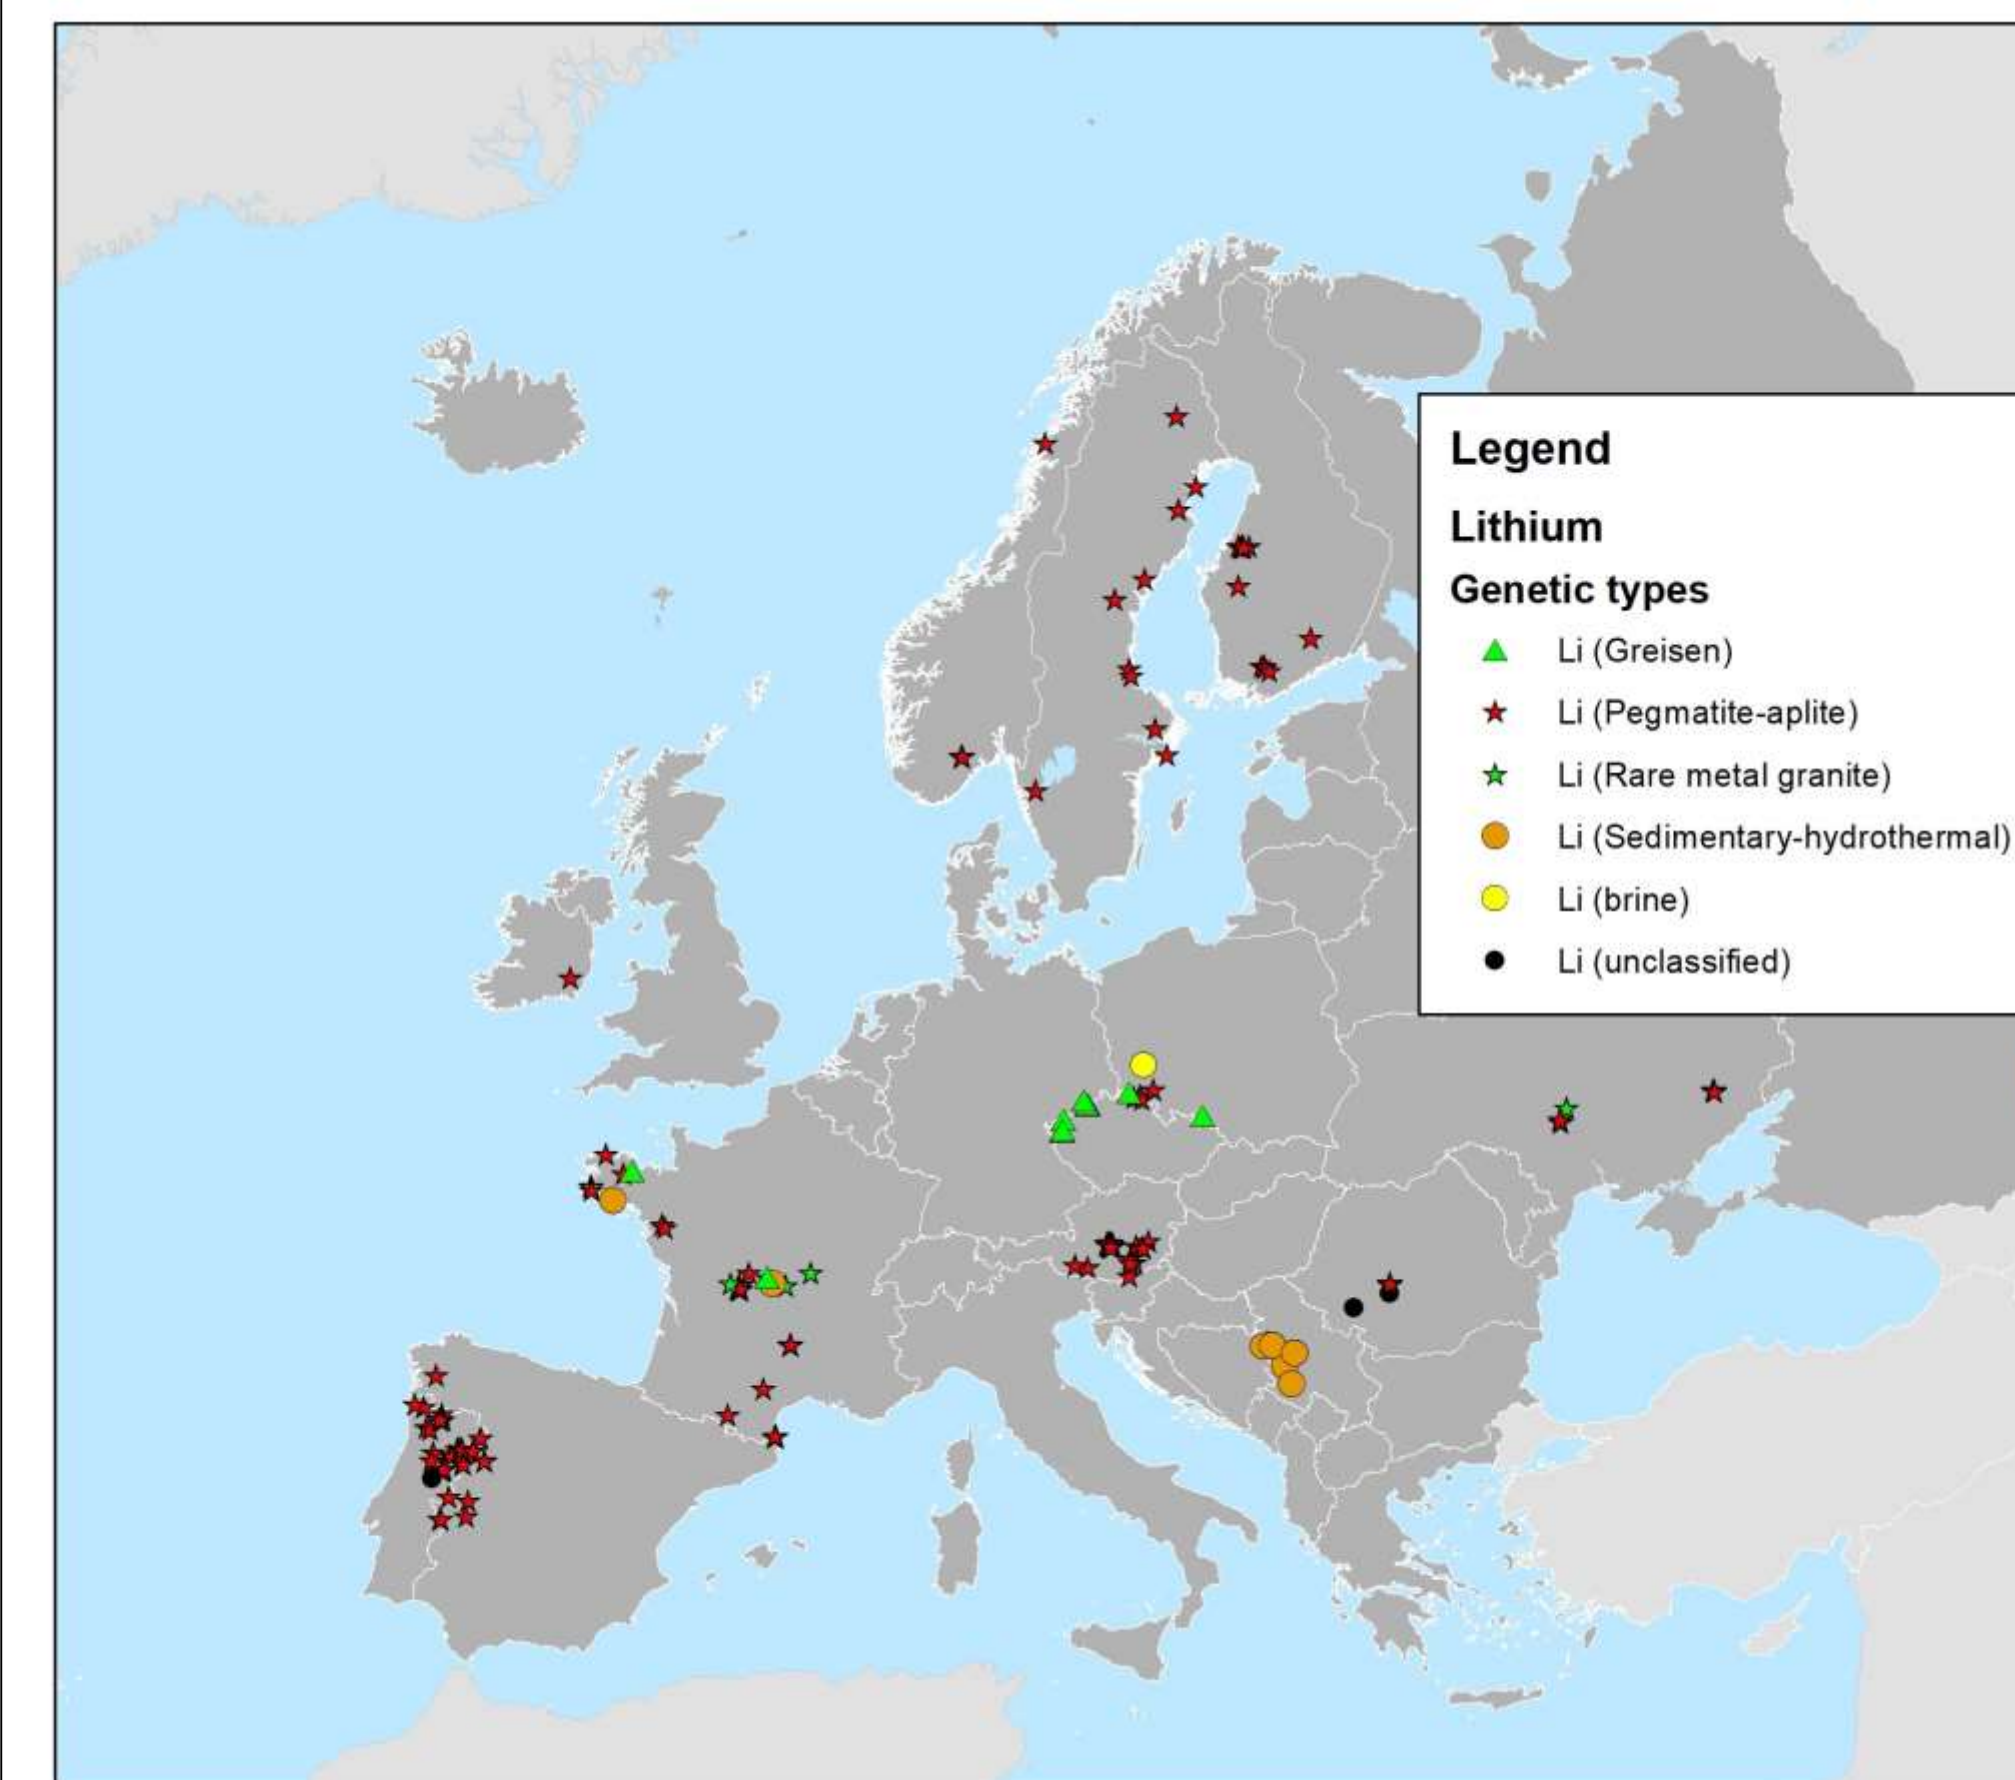 Legend
Lithium
Genetic types
Li (Greisen)
Li (Pegmatite-aplite)
Li (Rare metal granite)
Li (Sedimentary-hydrothermal)
Li (brine)
Li (unclassified)